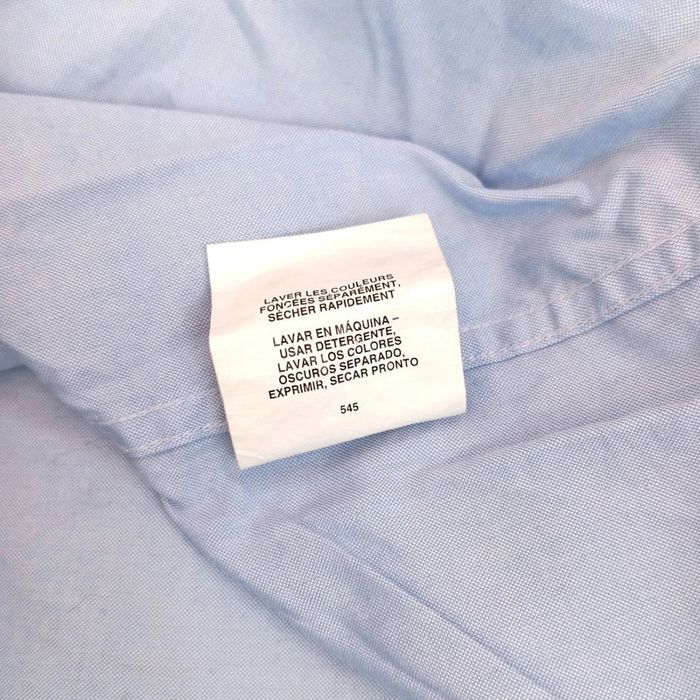 LAVER LES COULEURS
FONCÉES SÉPARÉMENT,
SÉCHER RAPIDEMENT
LAVAR EN MÁQUINA –
USAR DETERGENTE,
LAVAR LOS COLORES
OSCUROS SEPARADO,
EXPRIMIR, SECAR PRONTO
545